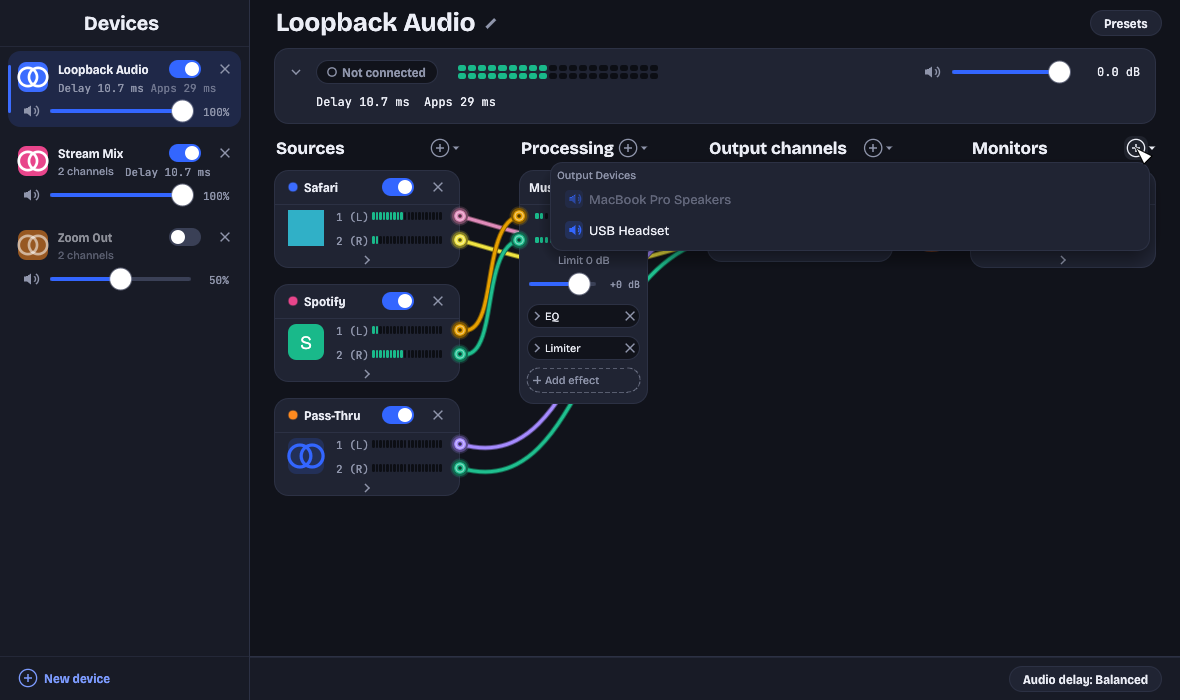 Devices
Loopback Audio
Delay 10.7 ms Apps 29 ms
100%
Stream Mix
2 channels Delay 10.7 ms
100%
Zoom Out
2 channels
50%
New device
Loopback Audio
Presets
Not connected
0.0 dB
Delay 10.7 ms Apps 29 ms
Sources
Processing
Output channels
Monitors
Safari
1 (L)
2 (R)
Spotify
S
1 (L)
2 (R)
Pass-Thru
1 (L)
2 (R)
Output Devices
MacBook Pro Speakers
USB Headset
Limit 0 dB
+0 dB
EQ
Limiter
+ Add effect
Audio delay: Balanced